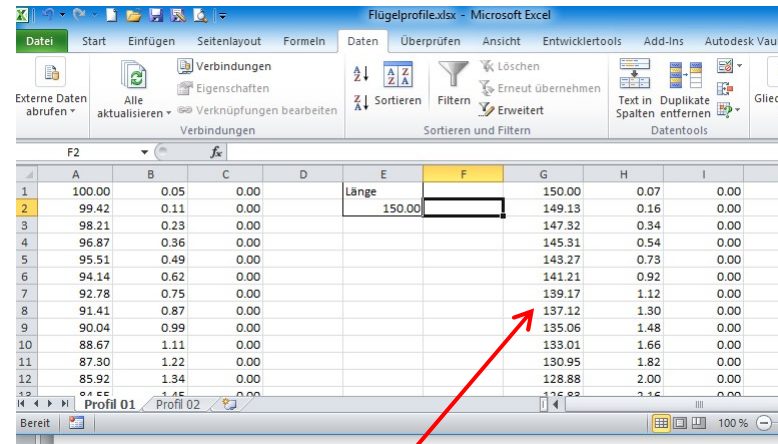 Flügelprofile.xlsx - Microsoft Excel
Datei Start Einfügen Seitenlayout Formeln Daten Überprüfen Ansicht Entwicklertools Add-Ins Autodesk Vau
Externe Daten abrufen
Alle aktualisieren
Verbindungen
Eigenschaften
Verknüpfungen bearbeiten
Verbindungen
Sortieren
Filtern
Löschen
Erneut übernehmen
Erweitert
Sortieren und Filtern
Text in Spalten
Duplikate entfernen
Datentools
Glied
F2 fx
A B C D E F G H I
1 100.00 0.05 0.00 Länge 150.00 0.07 0.00
2 99.42 0.11 0.00 150.00 149.13 0.16 0.00
3 98.21 0.23 0.00 147.32 0.34 0.00
4 96.87 0.36 0.00 145.31 0.54 0.00
5 95.51 0.49 0.00 143.27 0.73 0.00
6 94.14 0.62 0.00 141.21 0.92 0.00
7 92.78 0.75 0.00 139.17 1.12 0.00
8 91.41 0.87 0.00 137.12 1.30 0.00
9 90.04 0.99 0.00 135.06 1.48 0.00
10 88.67 1.11 0.00 133.01 1.66 0.00
11 87.30 1.22 0.00 130.95 1.82 0.00
12 85.92 1.34 0.00 128.88 2.00 0.00
Profil 01 Profil 02
Bereit 100 %